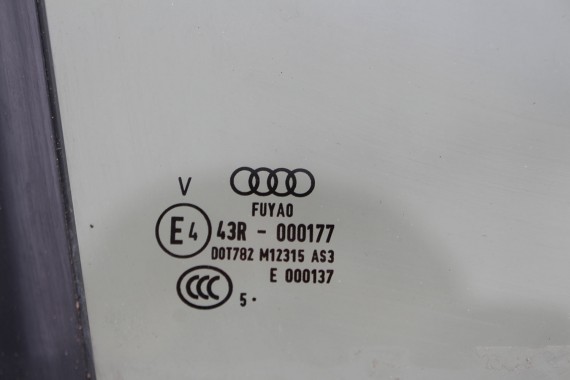 V
FUYAO
E4 43R - 000177
DOT782 M12315 AS3
E 000137
CCC
5 •